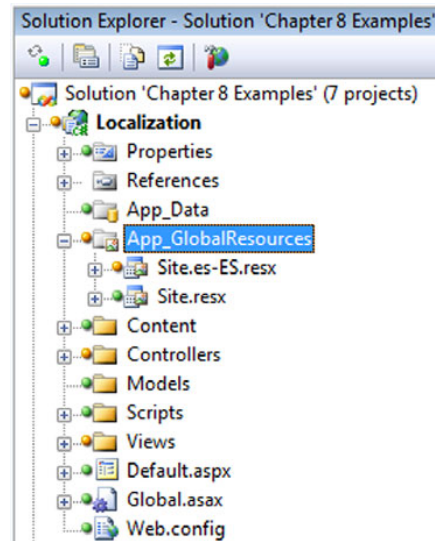 Solution Explorer - Solution 'Chapter 8 Examples'
Solution 'Chapter 8 Examples' (7 projects)
Localization
Properties
References
App_Data
App_GlobalResources
Site.es-ES.resx
Site.resx
Content
Controllers
Models
Scripts
Views
Default.aspx
Global.asax
Web.config